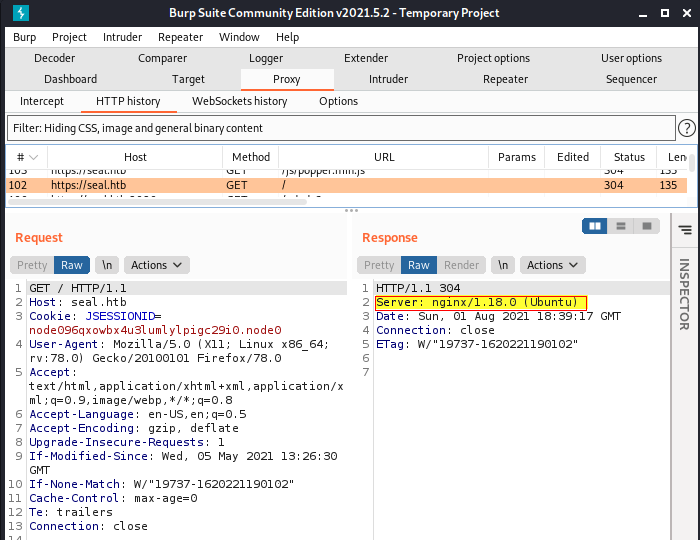 Burp Suite Community Edition v2021.5.2 - Temporary Project
Burp Project Intruder Repeater Window Help
Decoder Comparer Logger Extender Project options User options
Dashboard Target Proxy Intruder Repeater Sequencer
Intercept HTTP history WebSockets history Options
Filter: Hiding CSS, image and general binary content ?
# Host Method URL Params Edited Status Len
103 https://seal.htb GET /js/popper.min.js 304 135
102 https://seal.htb GET / 304 135
Request
Pretty Raw \n Actions
1 GET / HTTP/1.1
2 Host: seal.htb
3 Cookie: JSESSIONID=
node096qxowbx4u3lumlylpigc29i0.node0
4 User-Agent: Mozilla/5.0 (X11; Linux x86_64;
rv:78.0) Gecko/20100101 Firefox/78.0
5 Accept:
text/html,application/xhtml+xml,application/x
ml;q=0.9,image/webp,*/*;q=0.8
6 Accept-Language: en-US,en;q=0.5
7 Accept-Encoding: gzip, deflate
8 Upgrade-Insecure-Requests: 1
9 If-Modified-Since: Wed, 05 May 2021 13:26:30
GMT
10 If-None-Match: W/"19737-1620221190102"
11 Cache-Control: max-age=0
12 Te: trailers
13 Connection: close
Response
Pretty Raw Render \n Actions
1 HTTP/1.1 304
2 Server: nginx/1.18.0 (Ubuntu)
3 Date: Sun, 01 Aug 2021 18:39:17 GMT
4 Connection: close
5 ETag: W/"19737-1620221190102"
6
7
INSPECTOR